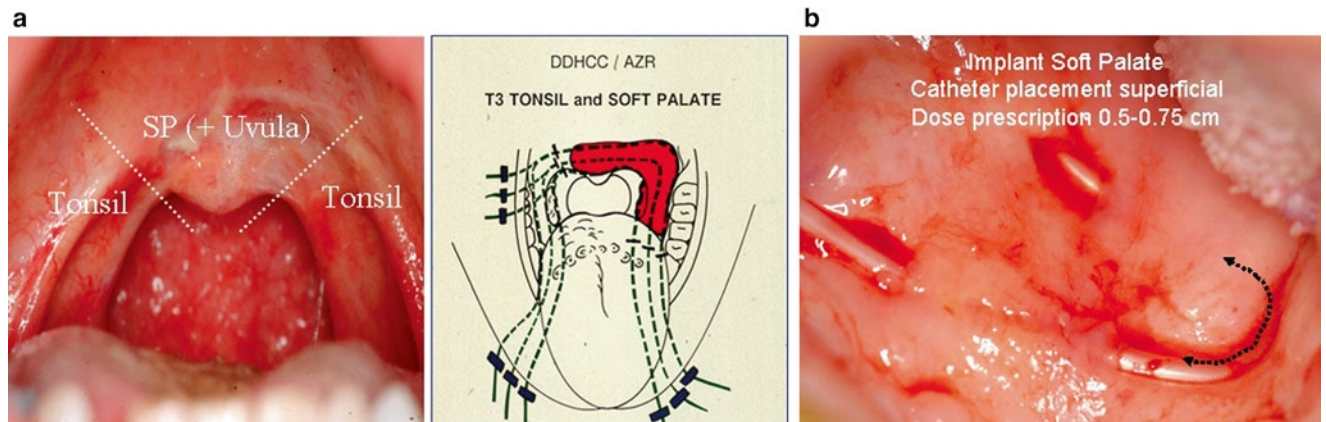 a
SP (+ Uvula)
Tonsil
Tonsil
DDHCC / AZR
T3 TONSIL and SOFT PALATE
b
Implant Soft Palate
Catheter placement superficial
Dose prescription 0.5-0.75 cm